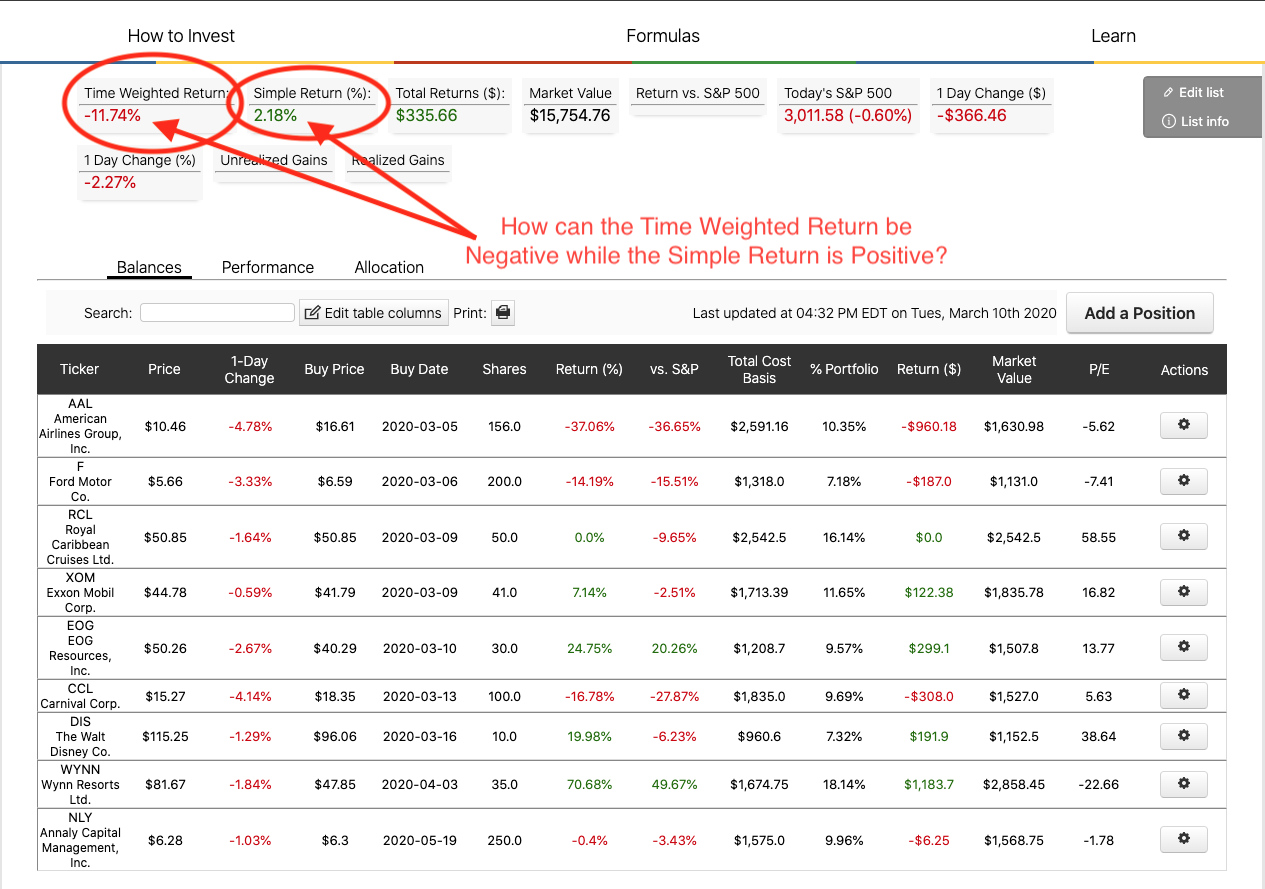 How to Invest Formulas Learn
Time Weighted Return: Simple Return (%): Total Returns ($): Market Value Return vs. S&P 500 Today's S&P 500 1 Day Change ($) Edit list
-11.74% 2.18% $335.66 $15,754.76 3,011.58 (-0.60%) -$366.46 List info
1 Day Change (%) Unrealized Gains Realized Gains
-2.27%
How can the Time Weighted Return be
Negative while the Simple Return is Positive?
Balances Performance Allocation
Search: Edit table columns Print: Last updated at 04:32 PM EDT on Tues, March 10th 2020 Add a Position
Ticker Price 1-Day Change Buy Price Buy Date Shares Return (%) vs. S&P Total Cost Basis % Portfolio Return ($) Market Value P/E Actions
AAL American Airlines Group, Inc. $10.46 -4.78% $16.61 2020-03-05 156.0 -37.06% -36.65% $2,591.16 10.35% -$960.18 $1,630.98 -5.62
F Ford Motor Co. $5.66 -3.33% $6.59 2020-03-06 200.0 -14.19% -15.51% $1,318.0 7.18% -$187.0 $1,131.0 -7.41
RCL Royal Caribbean Cruises Ltd. $50.85 -1.64% $50.85 2020-03-09 50.0 0.0% -9.65% $2,542.5 16.14% $0.0 $2,542.5 58.55
XOM Exxon Mobil Corp. $44.78 -0.59% $41.79 2020-03-09 41.0 7.14% -2.51% $1,713.39 11.65% $122.38 $1,835.78 16.82
EOG EOG Resources, Inc. $50.26 -2.67% $40.29 2020-03-10 30.0 24.75% 20.26% $1,208.7 9.57% $299.1 $1,507.8 13.77
CCL Carnival Corp. $15.27 -4.14% $18.35 2020-03-13 100.0 -16.78% -27.87% $1,835.0 9.69% -$308.0 $1,527.0 5.63
DIS The Walt Disney Co. $115.25 -1.29% $96.06 2020-03-16 10.0 19.98% -6.23% $960.6 7.32% $191.9 $1,152.5 38.64
WYNN Wynn Resorts Ltd. $81.67 -1.84% $47.85 2020-04-03 35.0 70.68% 49.67% $1,674.75 18.14% $1,183.7 $2,858.45 -22.66
NLY Annaly Capital Management, Inc. $6.28 -1.03% $6.3 2020-05-19 250.0 -0.4% -3.43% $1,575.0 9.96% -$6.25 $1,568.75 -1.78